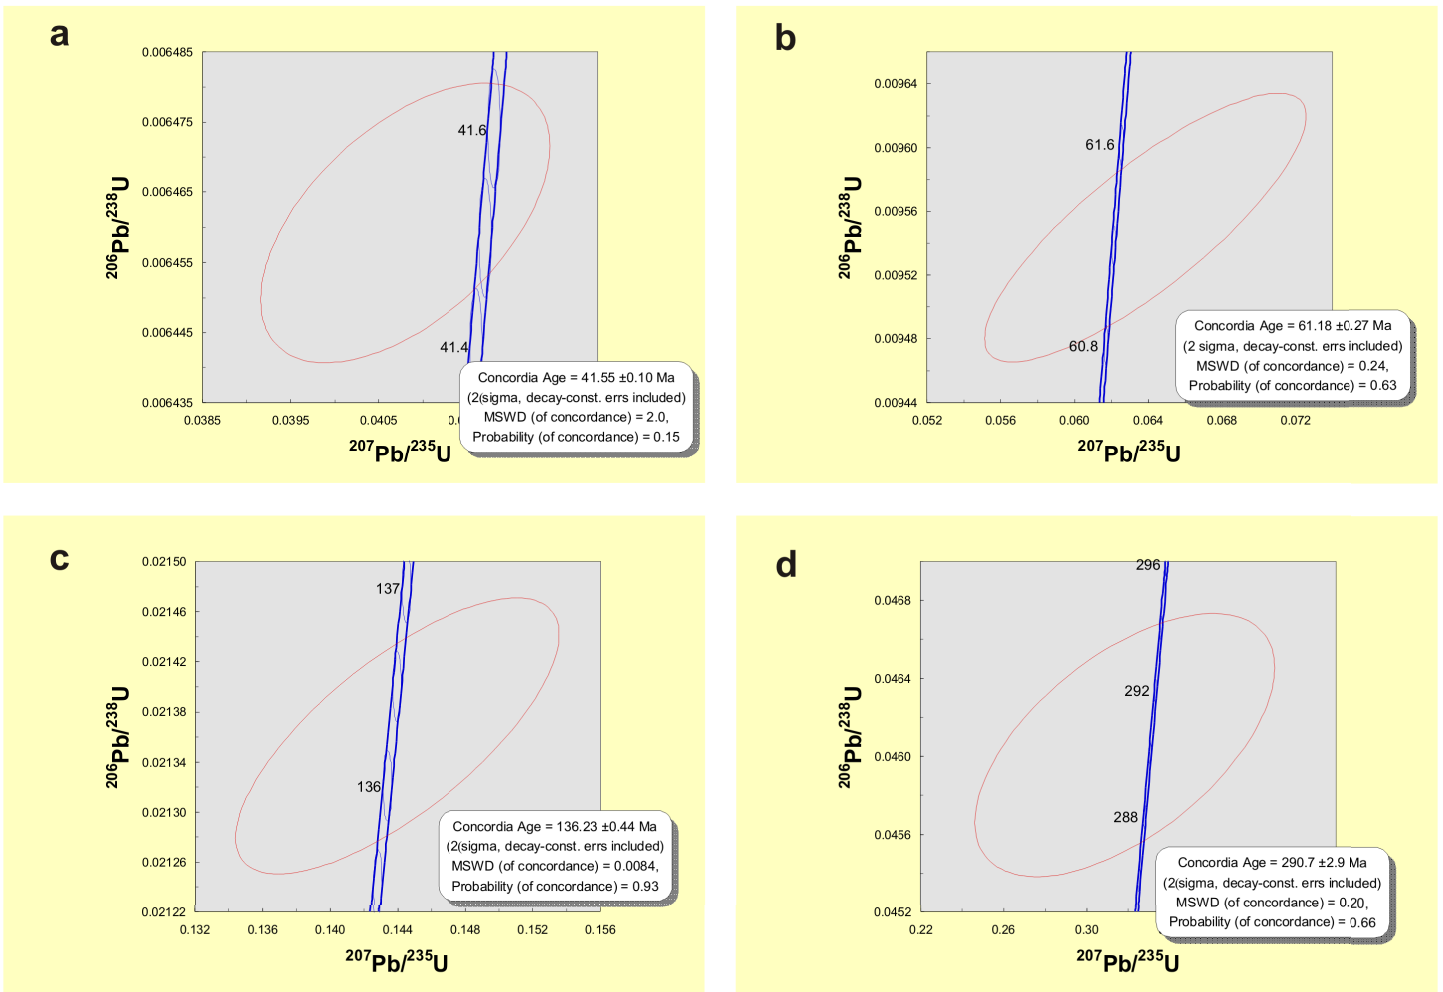 a
0.006485
0.006475
0.006465
0.006455
0.006445
0.006435
0.0385
0.0395
0.0405
41.6
41.4
206Pb/238U
207Pb/235U
Concordia Age = 41.55 ±0.10 Ma
(2(sigma, decay-const. errs included)
MSWD (of concordance) = 2.0,
Probability (of concordance) = 0.15
b
0.00964
0.00960
0.00956
0.00952
0.00948
0.00944
0.052
0.056
0.060
0.064
0.068
0.072
61.6
60.8
206Pb/238U
207Pb/235U
Concordia Age = 61.18 ±0.27 Ma
(2 sigma, decay-const. errs included)
MSWD (of concordance) = 0.24,
Probability (of concordance) = 0.63
c
0.02150
0.02146
0.02142
0.02138
0.02134
0.02130
0.02126
0.02122
0.132
0.136
0.140
0.144
0.148
0.152
0.156
137
136
206Pb/238U
207Pb/235U
Concordia Age = 136.23 ±0.44 Ma
(2(sigma, decay-const. errs included)
MSWD (of concordance) = 0.0084,
Probability (of concordance) = 0.93
d
0.0468
0.0464
0.0460
0.0456
0.0452
0.22
0.26
0.30
296
292
288
206Pb/238U
207Pb/235U
Concordia Age = 290.7 ±2.9 Ma
(2(sigma, decay-const. errs included)
MSWD (of concordance) = 0.20,
Probability (of concordance) = 0.66